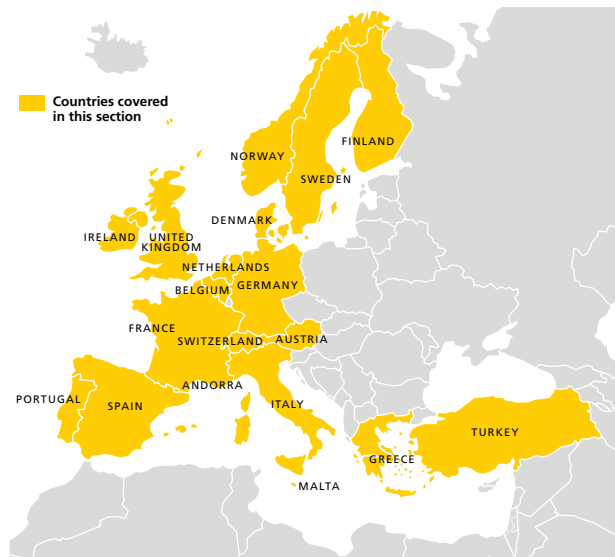 Countries covered
in this section
FINLAND
NORWAY
SWEDEN
DENMARK
IRELAND
UNITED
KINGDOM
NETHERLANDS
BELGIUM
GERMANY
FRANCE
SWITZERLAND
AUSTRIA
ANDORRA
PORTUGAL
SPAIN
ITALY
TURKEY
GREECE
MALTA